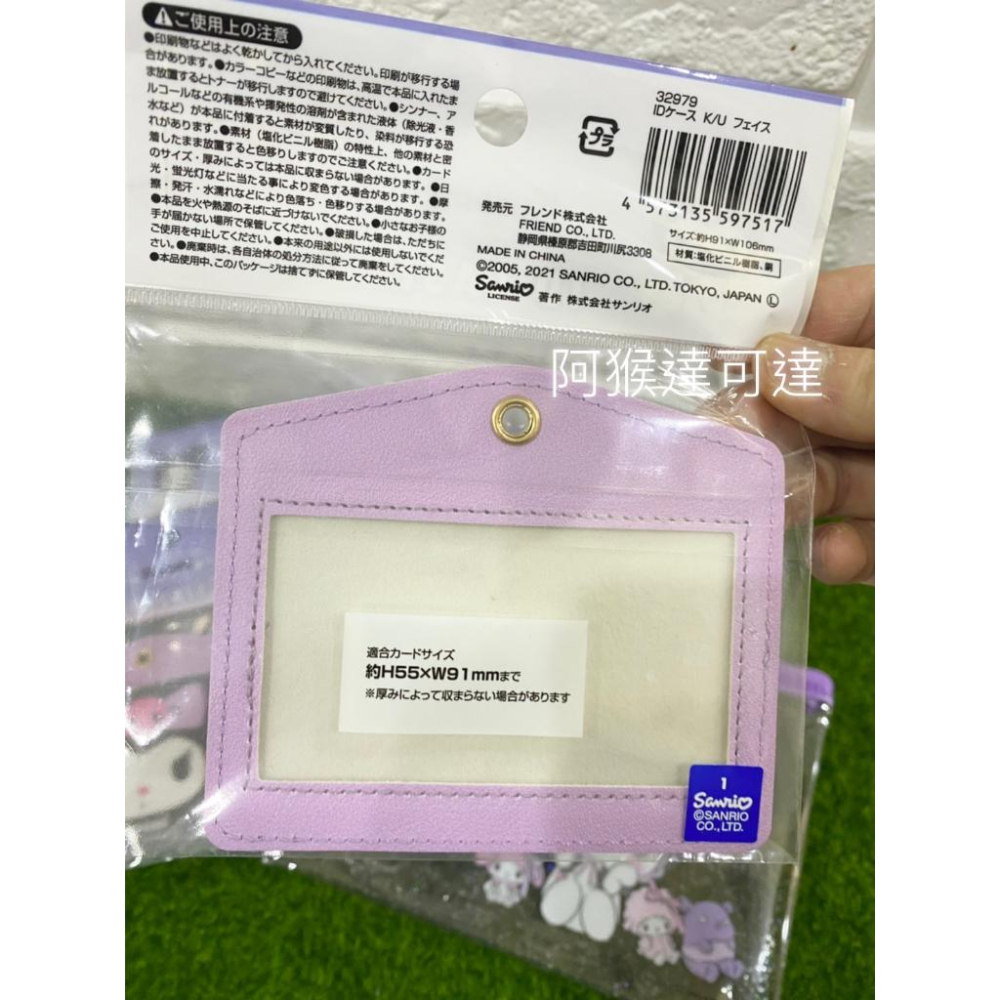 ご使用上の注意
●印刷物などはよく乾かしてから入れてください。印刷が移行する場
合があります。●カラーコピーなどの印刷物は、高温で本品に入れたま
ま放置するとトナーが移行しますので避けてください。●シンナー、ア
ルコールなどの有機系や揮発性の溶剤が含まれた液体（除光液・香
水など）が本品に付着すると素材が変質したり、染料が移行する恐
れがあります。●素材（塩化ビニル樹脂）の特性上、他の素材と密
着したまま放置すると色移りしますのでご注意ください。●カード
のサイズ・厚みによっては本品に収まらない場合があります。●日
光・蛍光灯などに当たる事により変色する場合があります。●摩
擦・発汗・水濡れなどにより色落ち・色移りする場合があります。
●本品を火や熱源のそばに近づけないでください。●小さなお子様の
手が届かない場所で保管してください。●破損した場合は、ただちに
ご使用を中止してください。●本来の用途以外には使用しないでくだ
さい。●廃棄時は、各自治体の処分方法に従って廃棄をしてください。
●本品使用中、このパッケージは捨てずに保管してください。
プラ
32979
IDケース K/U フェイス
4 573135 597517
サイズ:約H91×W106mm
材質:塩化ビニル樹脂、銅
発売元 フレンド株式会社
FRIEND CO., LTD.
静岡県榛原郡吉田町川尻3308
MADE IN CHINA
©2005, 2021 SANRIO CO., LTD. TOKYO, JAPAN Ⓛ
Sanrio
LICENSE
著作 株式会社サンリオ
阿猴達可達
適合カードサイズ
約H55×W91mmまで
※厚みによって収まらない場合があります
1
Sanrio
©SANRIO
CO., LTD.